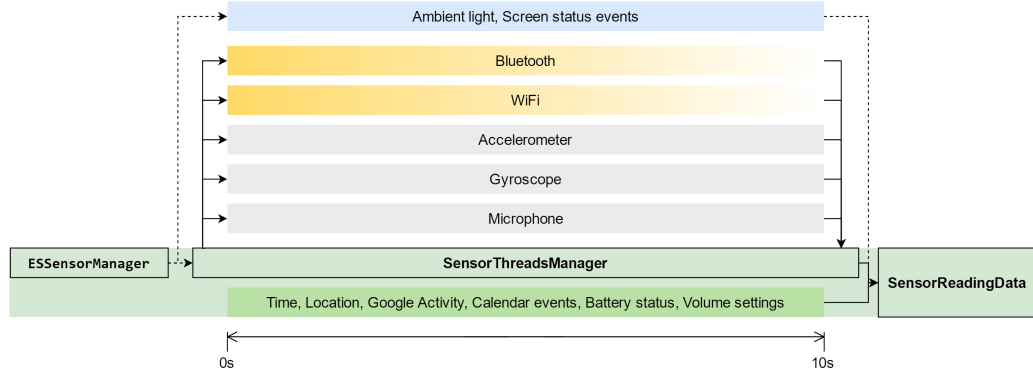 Ambient light, Screen status events
Bluetooth
WiFi
Accelerometer
Gyroscope
Microphone
ESSensorManager
SensorThreadsManager
SensorReadingData
Time, Location, Google Activity, Calendar events, Battery status, Volume settings
0s
10s